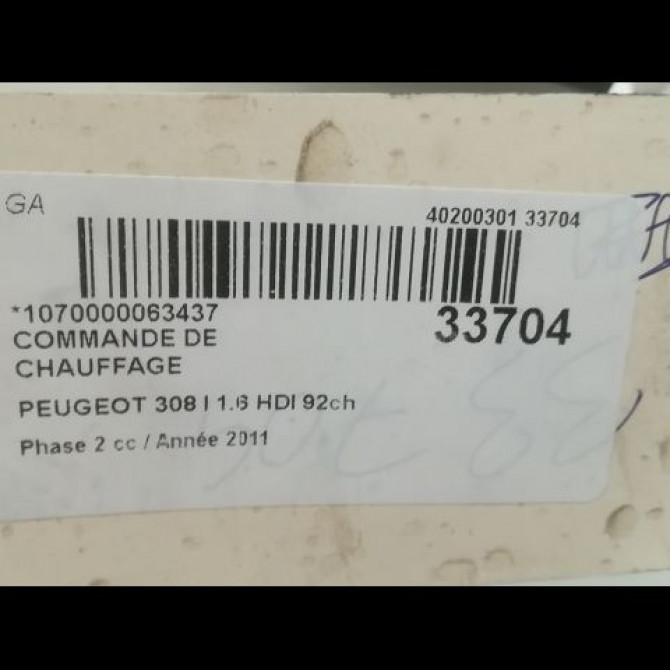 GA
40200301 33704
*1070000063437
33704
COMMANDE DE
CHAUFFAGE
PEUGEOT 308 I 1.6 HDI 92ch
Phase 2 cc / Année 2011